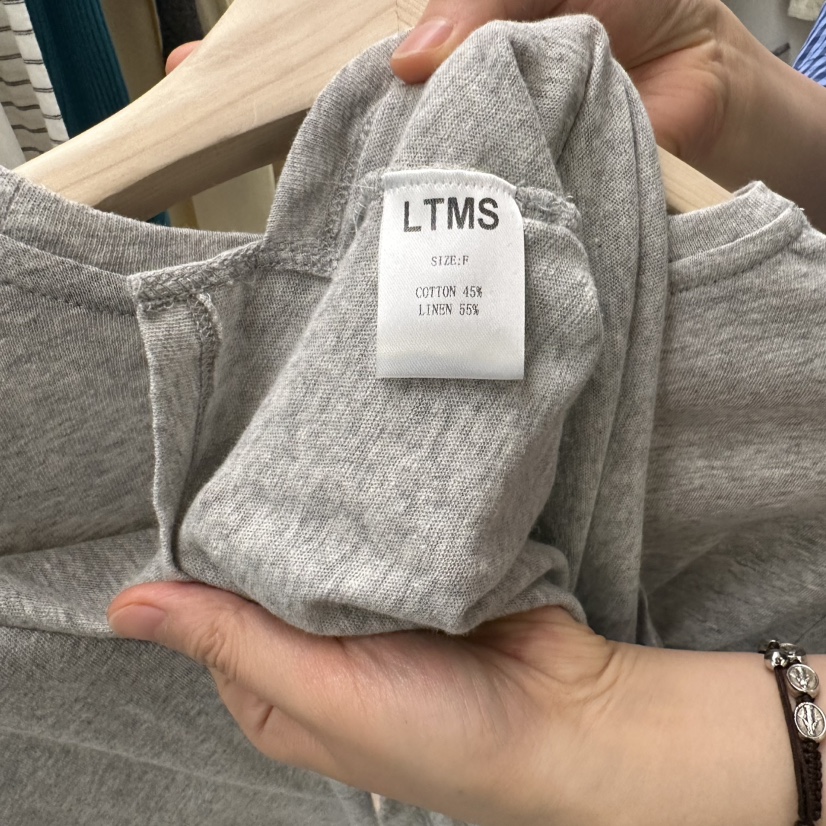 LTMS
SIZE:F
COTTON 45%
LINEN 55%